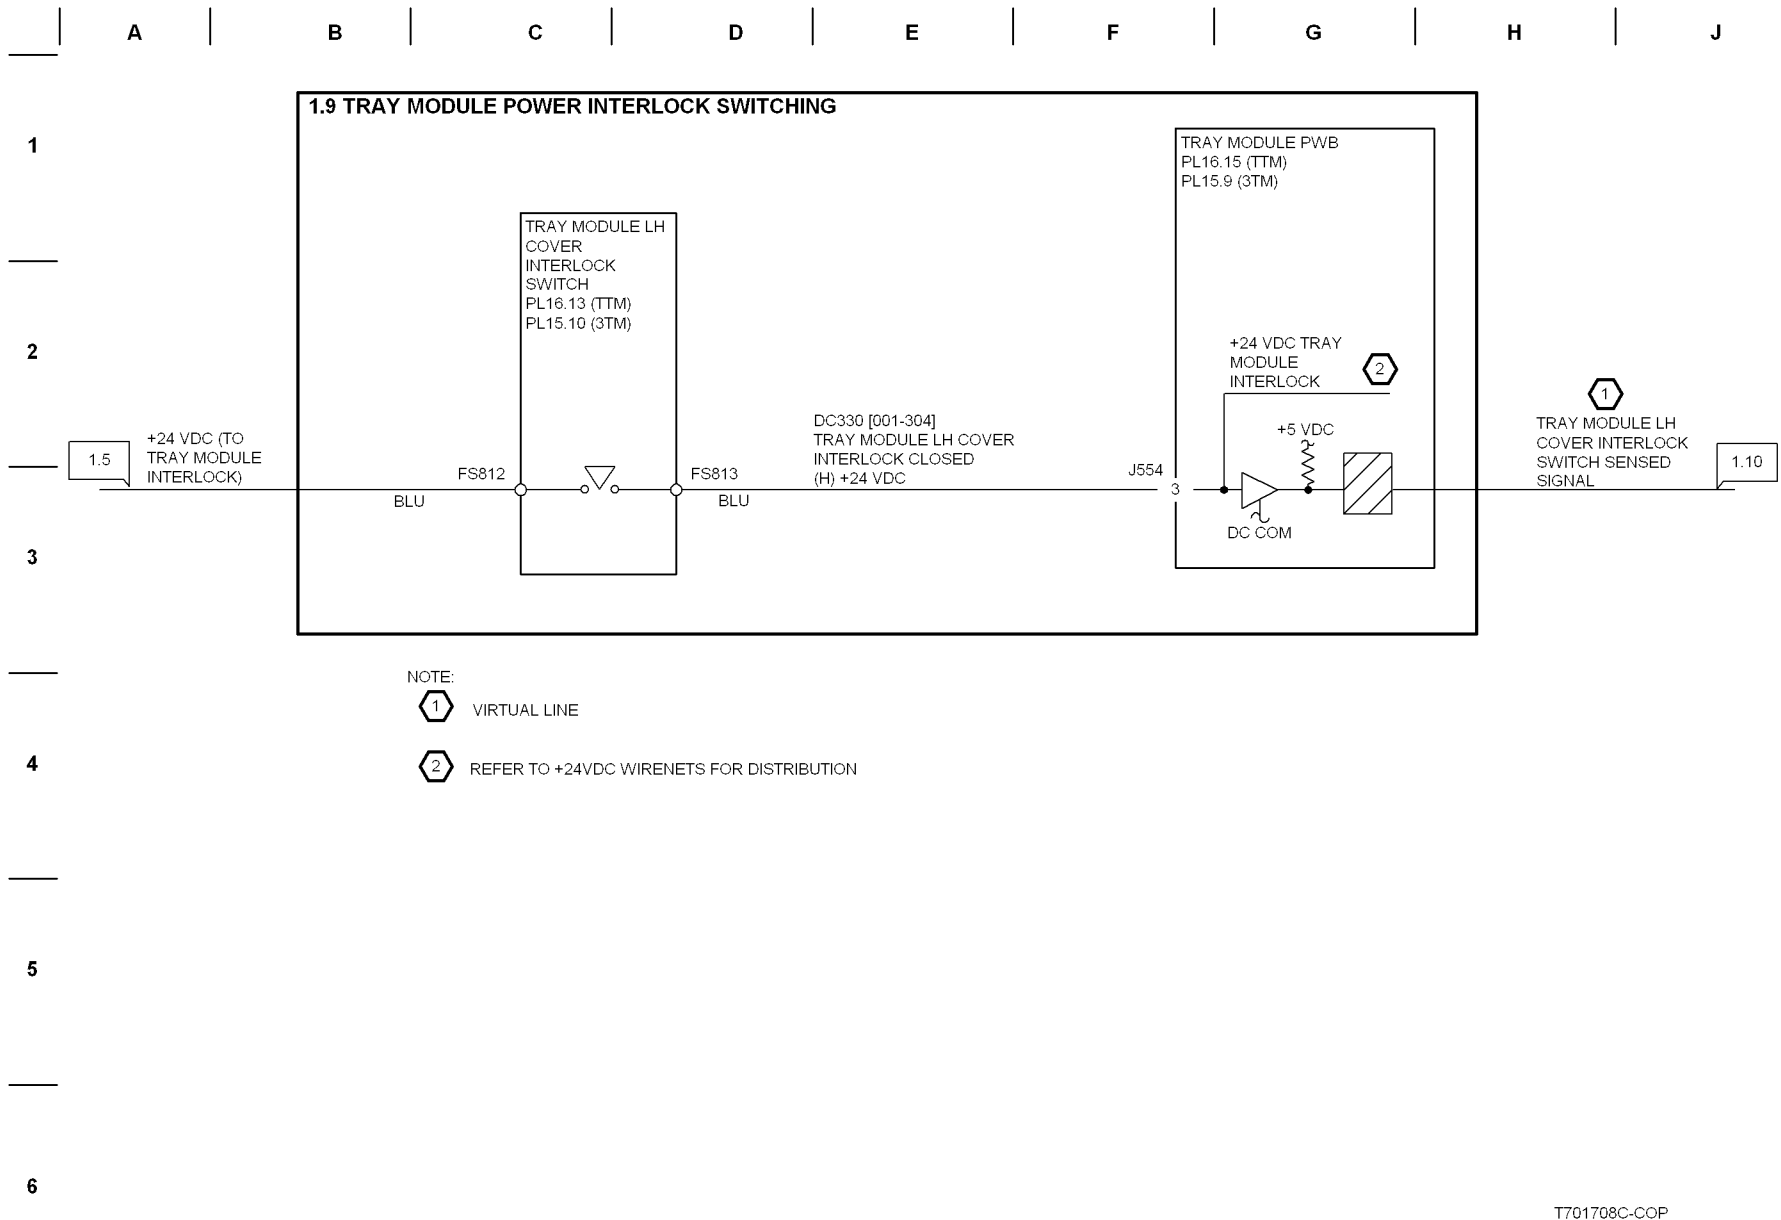 A B C D E F G H J
1.9 TRAY MODULE POWER INTERLOCK SWITCHING
1
TRAY MODULE PWB
PL16.15 (TTM)
PL15.9 (3TM)
TRAY MODULE LH
COVER
INTERLOCK
SWITCH
PL16.13 (TTM)
PL15.10 (3TM)
2
+24 VDC TRAY
MODULE
INTERLOCK
2
1
1.5
+24 VDC (TO
TRAY MODULE
INTERLOCK)
BLU
FS812
FS813
BLU
DC330 [001-304]
TRAY MODULE LH COVER
INTERLOCK CLOSED
(H) +24 VDC
J554
3
+5 VDC
DC COM
TRAY MODULE LH
COVER INTERLOCK
SWITCH SENSED
SIGNAL
1.10
3
NOTE:
1 VIRTUAL LINE
2 REFER TO +24VDC WIRENETS FOR DISTRIBUTION
4
5
6
T701708C-COP